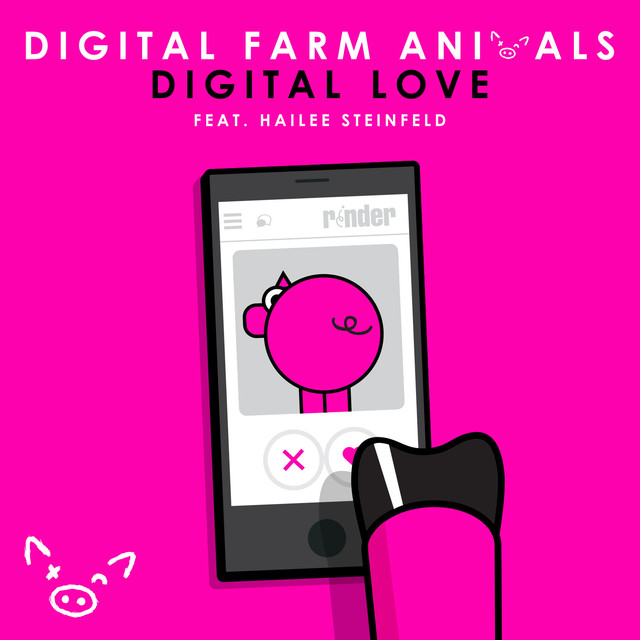 DIGITAL FARM ANIMALS
DIGITAL LOVE
FEAT. HAILEE STEINFELD
rinder